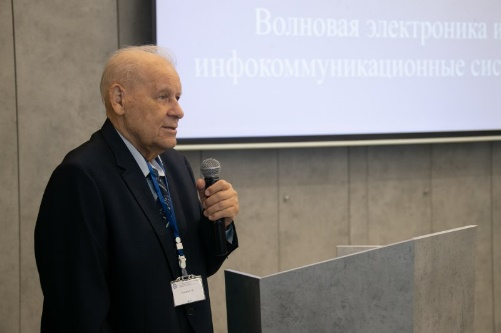 Волновая электроника и
инфокоммуникационные сис